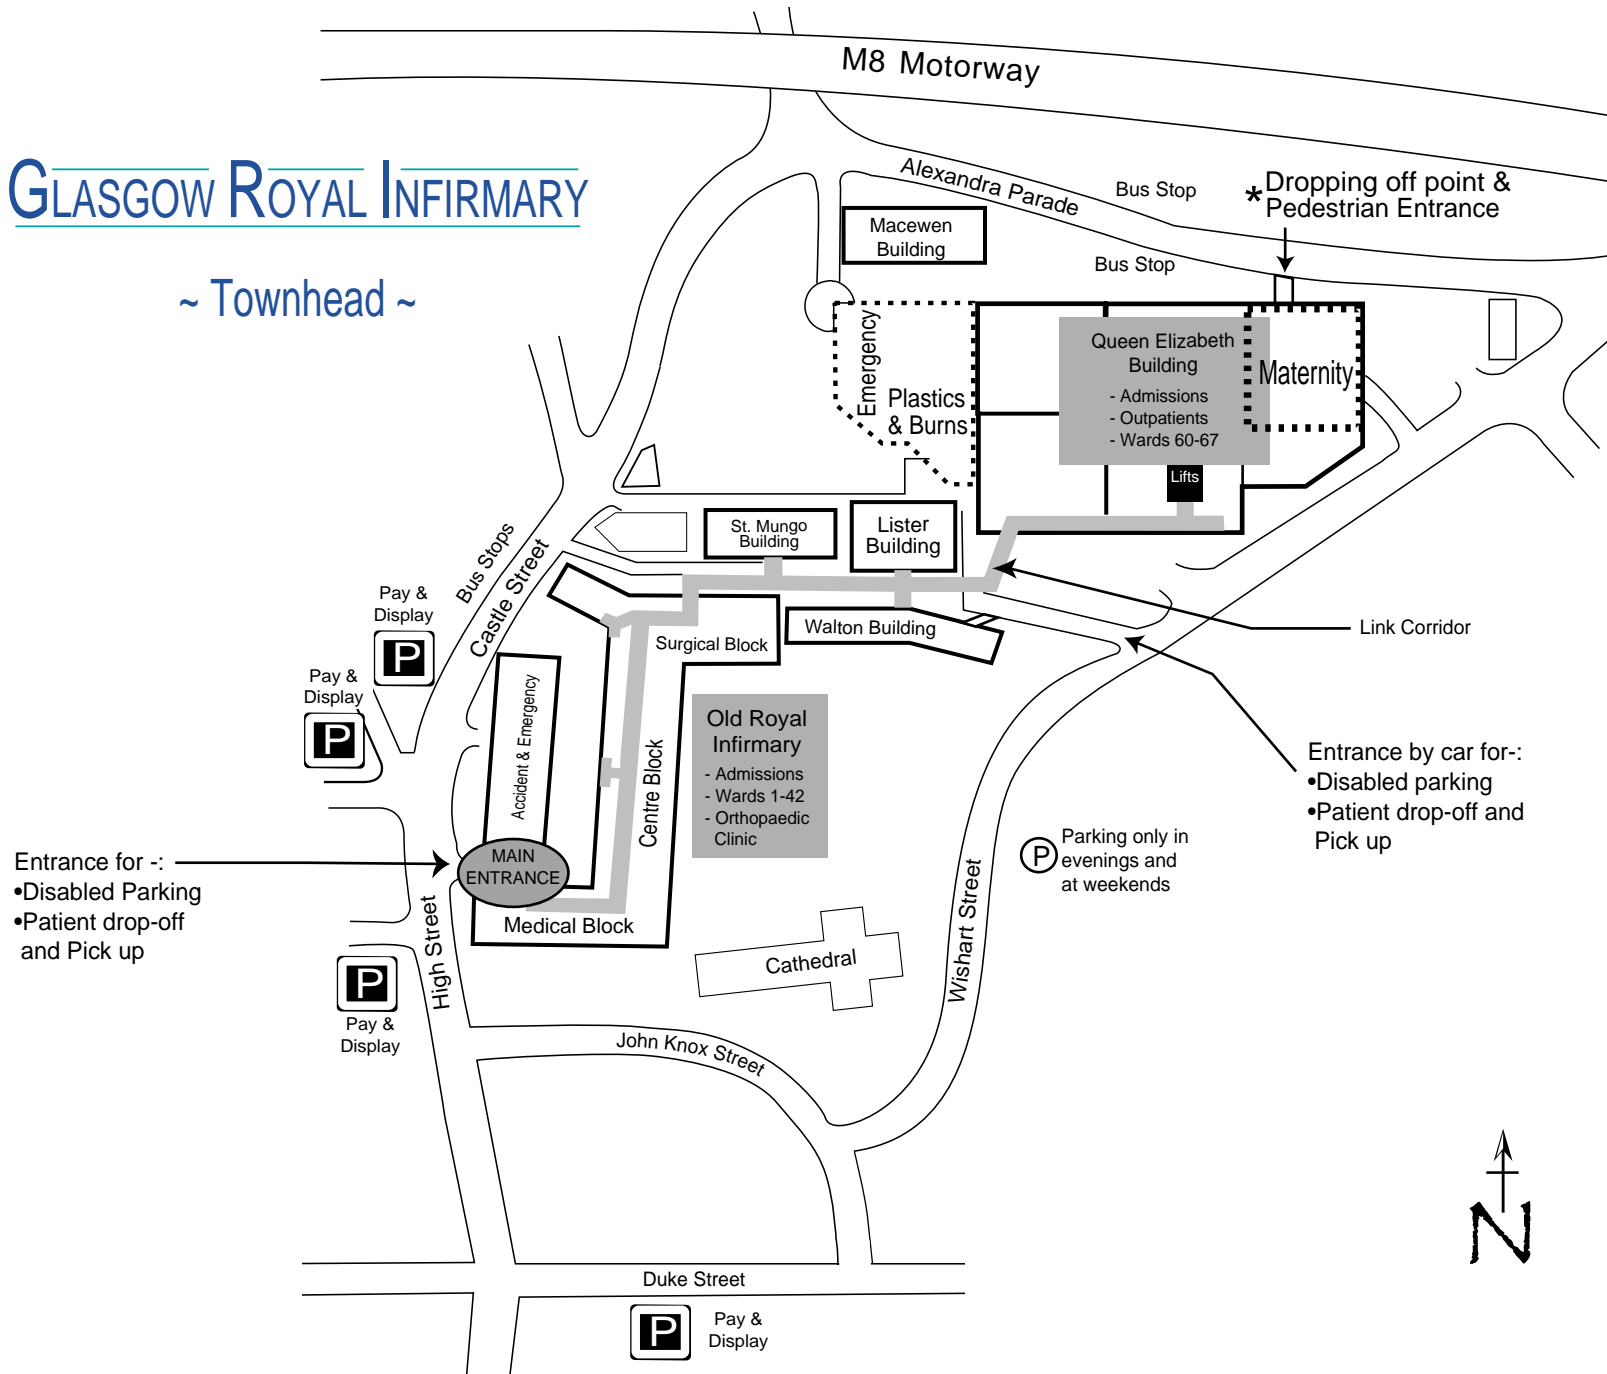 M8 Motorway
GLASGOW ROYAL INFIRMARY
~ Townhead ~
Alexandra Parade
Bus Stop
* Dropping off point &
Pedestrian Entrance
Macewen
Building
Bus Stop
Emergency
Plastics
& Burns
Queen Elizabeth
Building
- Admissions
- Outpatients
- Wards 60-67
Maternity
Lifts
Bus Stops
Castle Street
St. Mungo
Building
Lister
Building
Pay &
Display
P
Pay &
Display
P
Surgical Block
Walton Building
Link Corridor
Accident & Emergency
Centre Block
Old Royal
Infirmary
- Admissions
- Wards 1-42
- Orthopaedic
Clinic
Entrance by car for-:
•Disabled parking
•Patient drop-off and
Pick up
P
Parking only in
evenings and
at weekends
Entrance for -:
•Disabled Parking
•Patient drop-off
and Pick up
MAIN
ENTRANCE
Medical Block
High Street
Cathedral
Wishart Street
P
Pay &
Display
John Knox Street
N
Duke Street
P
Pay &
Display